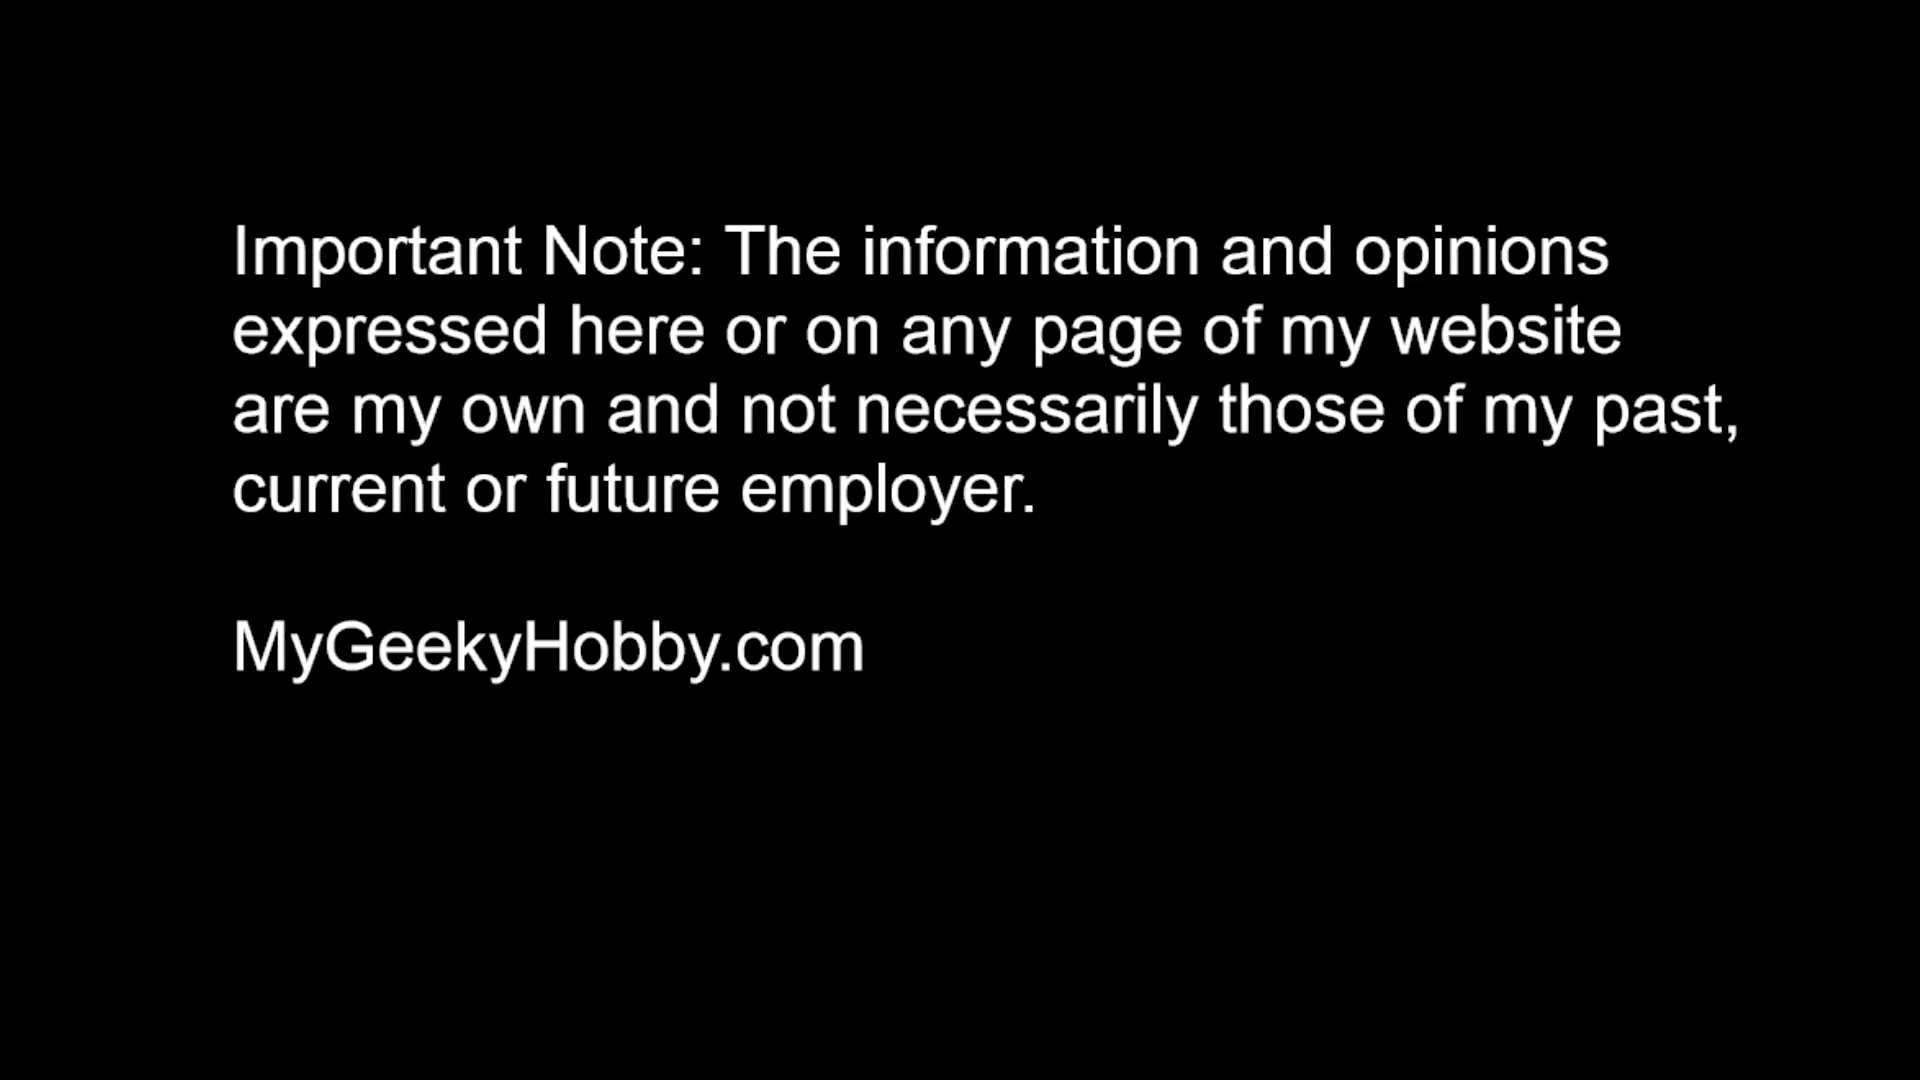 Important Note: The information and opinions
expressed here or on any page of my website
are my own and not necessarily those of my past,
current or future employer.
MyGeekyHobby.com